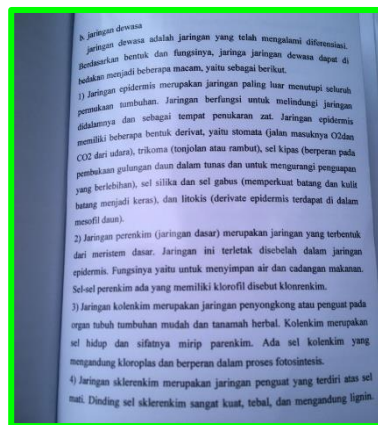 b. jaringan dewasa
jaringan dewasa adalah jaringan yang telah mengalami diferensiasi.
Berdasarkan bentuk dan fungsinya, jaringa jaringan dewasa dapat di
bedakan menjadi beberapa macam, yaitu sebagai berikut.
1) Jaringan epidermis merupakan jaringan paling luar menutupi seluruh
permukaan tumbuhan. Jaringan berfungsi untuk melindungi jaringan
didalamnya dan sebagai tempat penukaran zat. Jaringan epidermis
memiliki beberapa bentuk derivat, yaitu stomata (jalan masuknya O2dan
CO2 dari udara), trikoma (tonjolan atau rambut), sel kipas (berperan pada
pembukaan gulungan daun dalam tunas dan untuk mengurangi penguapan
yang berlebihan), sel silika dan sel gabus (memperkuat batang dan kulit
batang menjadi keras), dan litokis (derivate epidermis terdapat di dalam
mesofil daun).
2) Jaringan perenkim (jaringan dasar) merupakan jaringan yang terbentuk
dari meristem dasar. Jaringan ini terletak disebelah dalam jaringan
epidermis. Fungsinya yaitu untuk menyimpan air dan cadangan makanan.
Sel-sel perenkim ada yang memiliki klorofil disebut klonrenkim.
3) Jaringan kolenkim merupakan jaringan penyongkong atau penguat pada
organ tubuh tumbuhan mudah dan tanamah herbal. Kolenkim merupakan
sel hidup dan sifatnya mirip parenkim. Ada sel kolenkim yang
mengandung kloroplas dan berperan dalam proses fotosintesis.
4) Jaringan sklerenkim merupakan jaringan penguat yang terdiri atas sel
mati. Dinding sel sklerenkim sangat kuat, tebal, dan mengandung lignin.